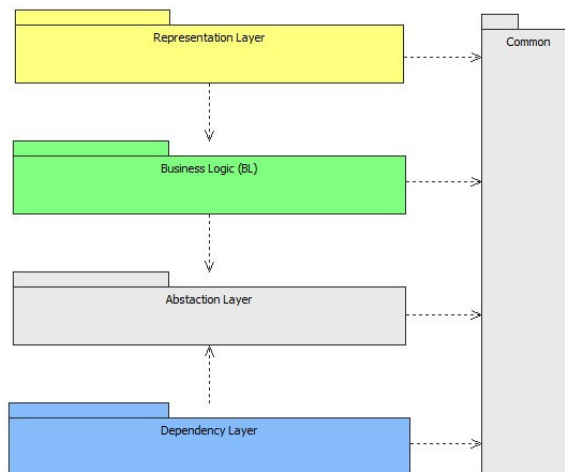 Representation Layer
Common
Business Logic (BL)
Abstaction Layer
Dependency Layer